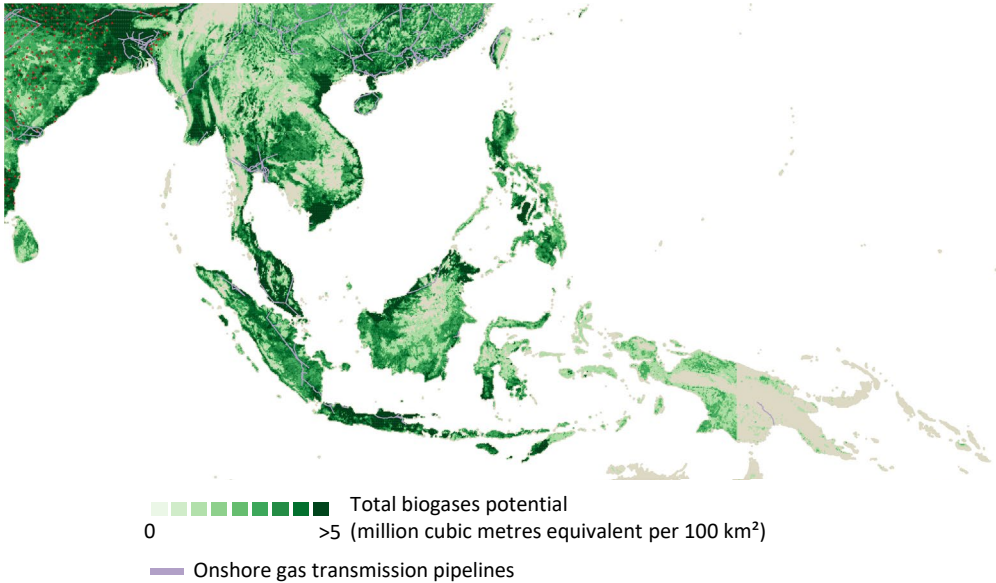 Total biogases potential
0 >5 (million cubic metres equivalent per 100 km²)
Onshore gas transmission pipelines